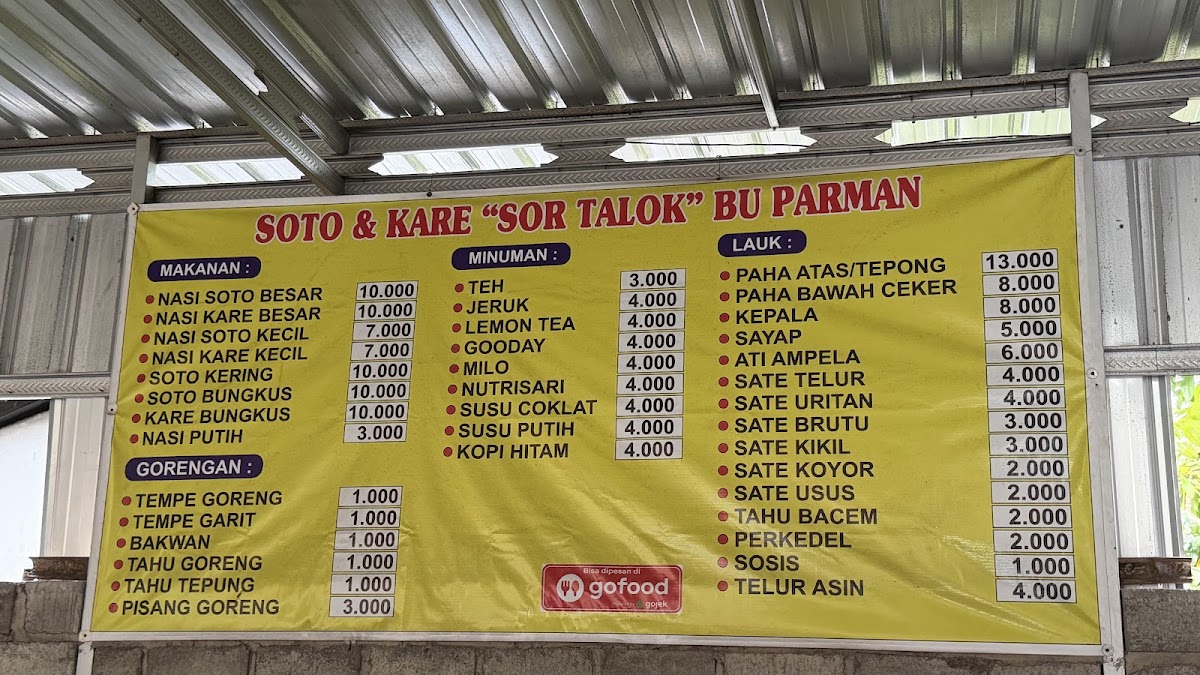 SOTO & KARE “SOR TALOK” BU PARMAN
MAKANAN :
NASI SOTO BESAR 10.000
NASI KARE BESAR 10.000
NASI SOTO KECIL 7.000
NASI KARE KECIL 7.000
SOTO KERING 10.000
SOTO BUNGKUS 10.000
KARE BUNGKUS 10.000
NASI PUTIH 3.000
GORENGAN :
TEMPE GORENG 1.000
TEMPE GARIT 1.000
BAKWAN 1.000
TAHU GORENG 1.000
TAHU TEPUNG 1.000
PISANG GORENG 3.000
MINUMAN :
TEH 3.000
JERUK 4.000
LEMON TEA 4.000
GOODAY 4.000
MILO 4.000
NUTRISARI 4.000
SUSU COKLAT 4.000
SUSU PUTIH 4.000
KOPI HITAM 4.000
LAUK :
PAHA ATAS/TEPONG 13.000
PAHA BAWAH CEKER 8.000
KEPALA 8.000
SAYAP 5.000
ATI AMPELA 6.000
SATE TELUR 4.000
SATE URITAN 4.000
SATE BRUTU 3.000
SATE KIKIL 3.000
SATE KOYOR 2.000
SATE USUS 2.000
TAHU BACEM 2.000
PERKEDEL 2.000
SOSIS 1.000
TELUR ASIN 4.000
Bisa dipesan di
gofood
gojek